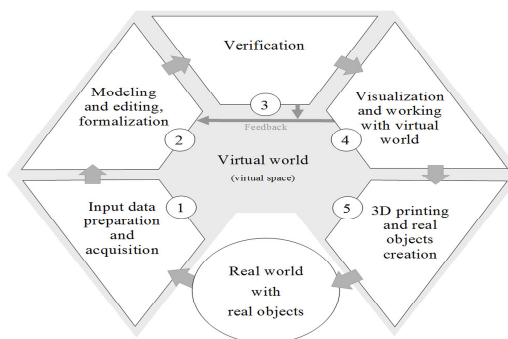 Verification
Modeling
and editing,
formalization
3
Visualization
and working
with virtual
world
Feedback
2
4
Virtual world
(virtual space)
Input data
preparation
and
acquisition
1
5
3D printing
and real
objects
creation
Real world
with
real objects